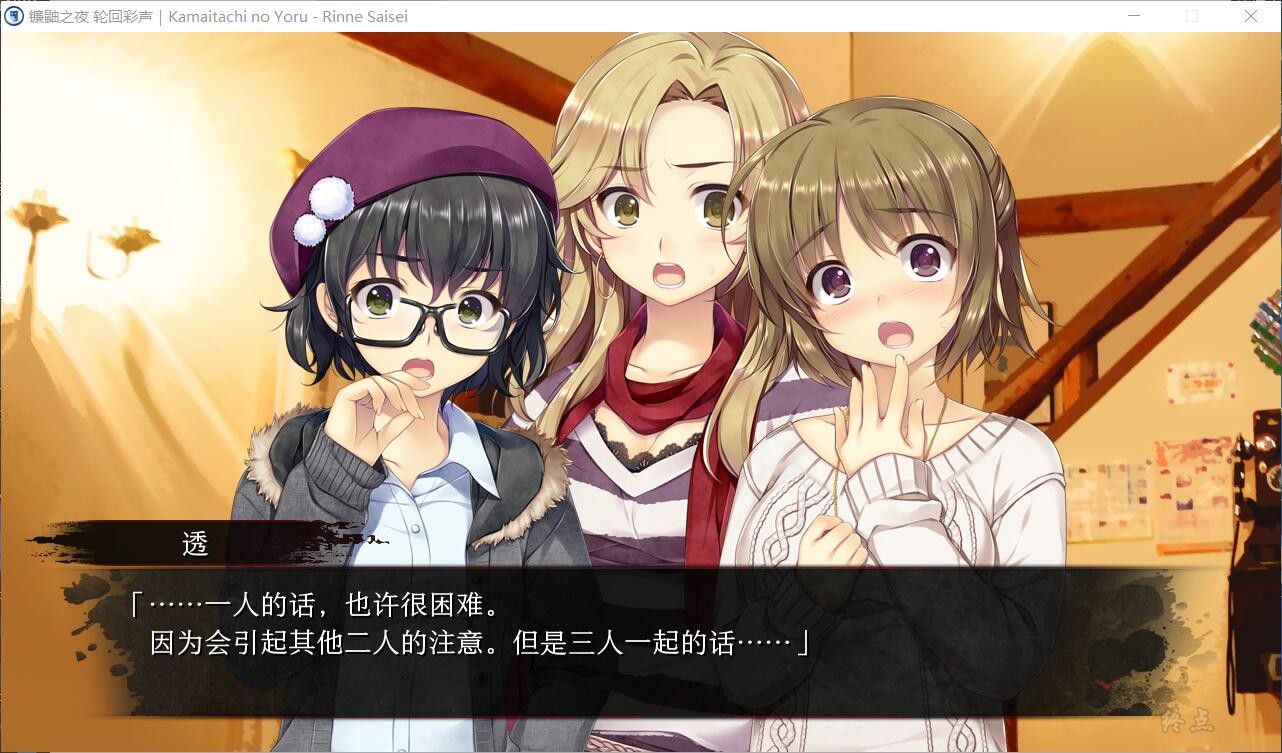 镰鼬之夜 轮回彩声 | Kamaitachi no Yoru - Rinne Saisei
透
「……一人的话，也许很困难。
因为会引起其他二人的注意。但是三人一起的话……」
终点